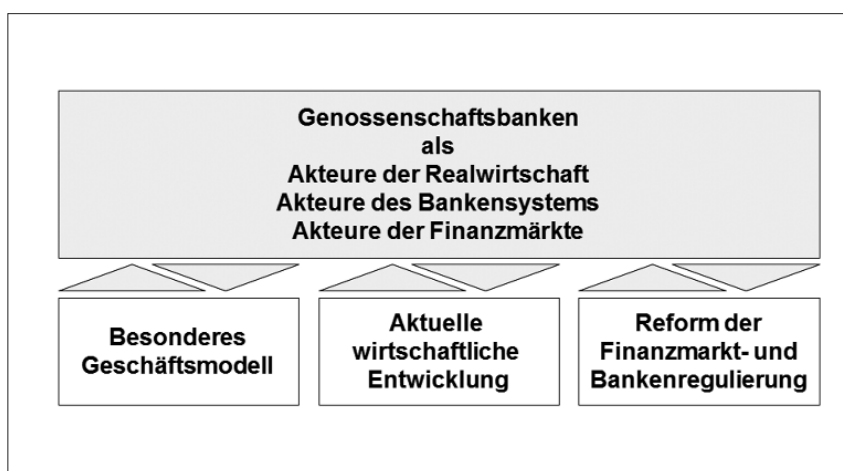 Genossenschaftsbanken
als
Akteure der Realwirtschaft
Akteure des Bankensystems
Akteure der Finanzmärkte
Besonderes
Geschäftsmodell
Aktuelle
wirtschaftliche
Entwicklung
Reform der
Finanzmarkt- und
Bankenregulierung